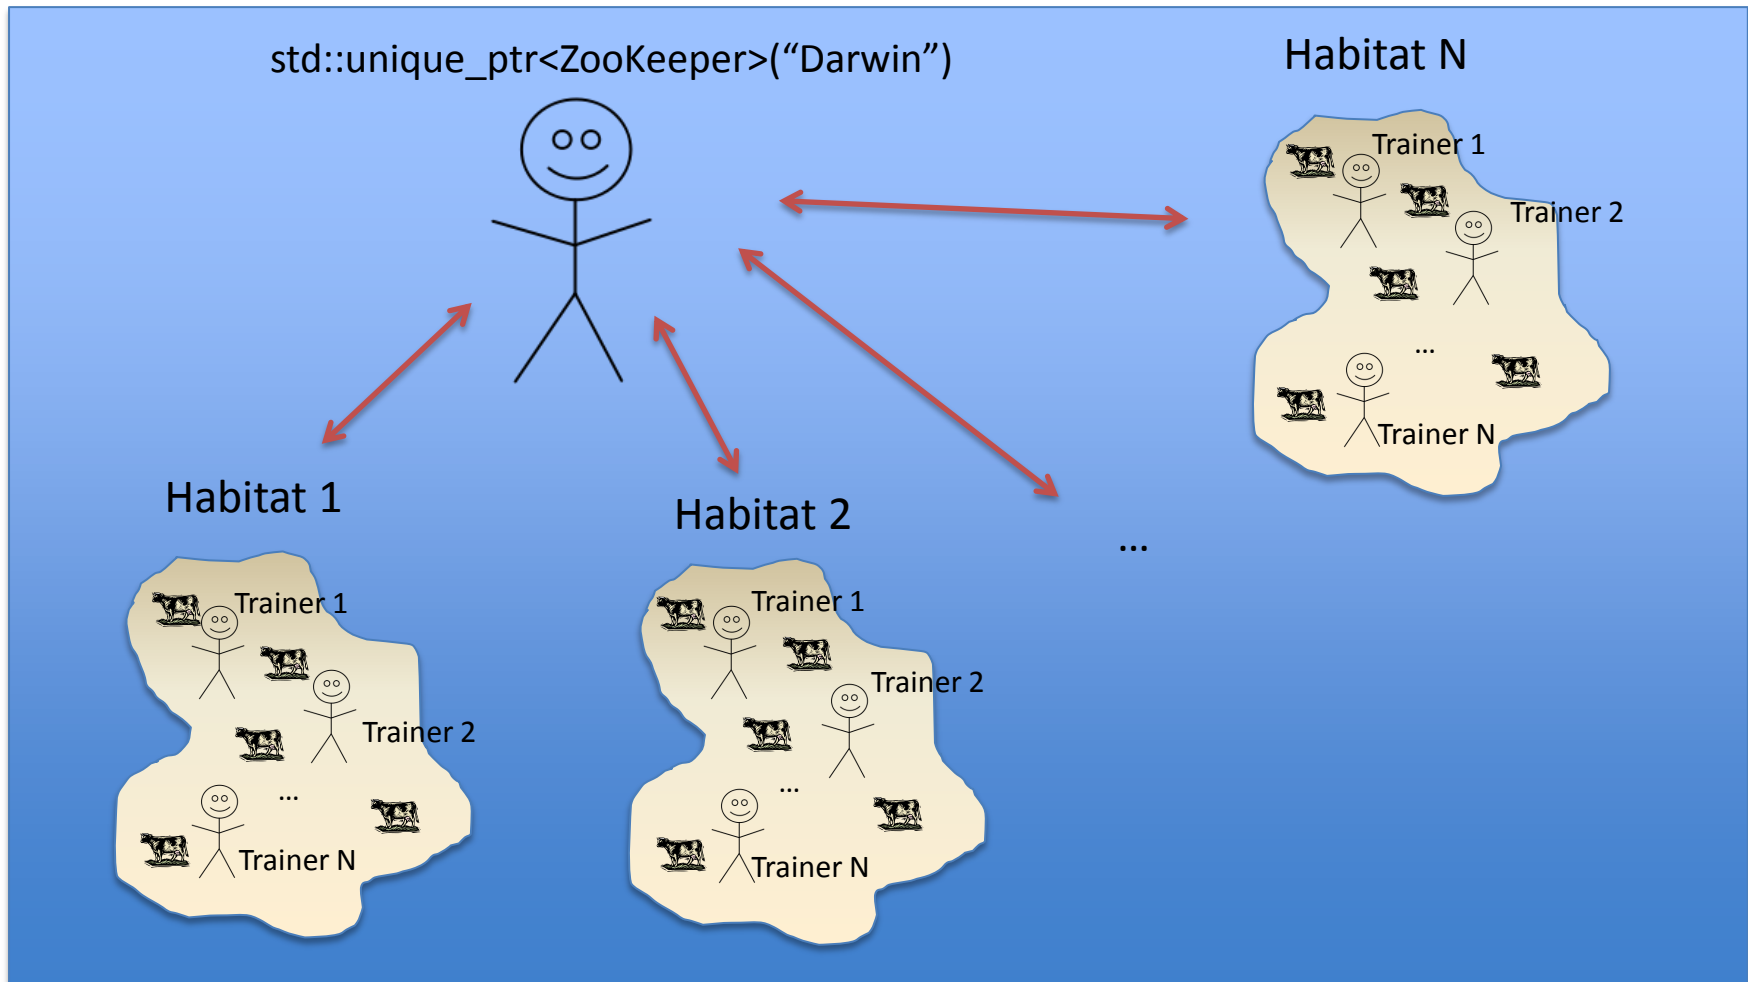 std::unique_ptr<ZooKeeper>(“Darwin”)
Habitat N
Trainer 1
Trainer 2
...
Trainer N
Habitat 1
Trainer 1
Trainer 2
...
Trainer N
Habitat 2
Trainer 1
Trainer 2
...
Trainer N
...